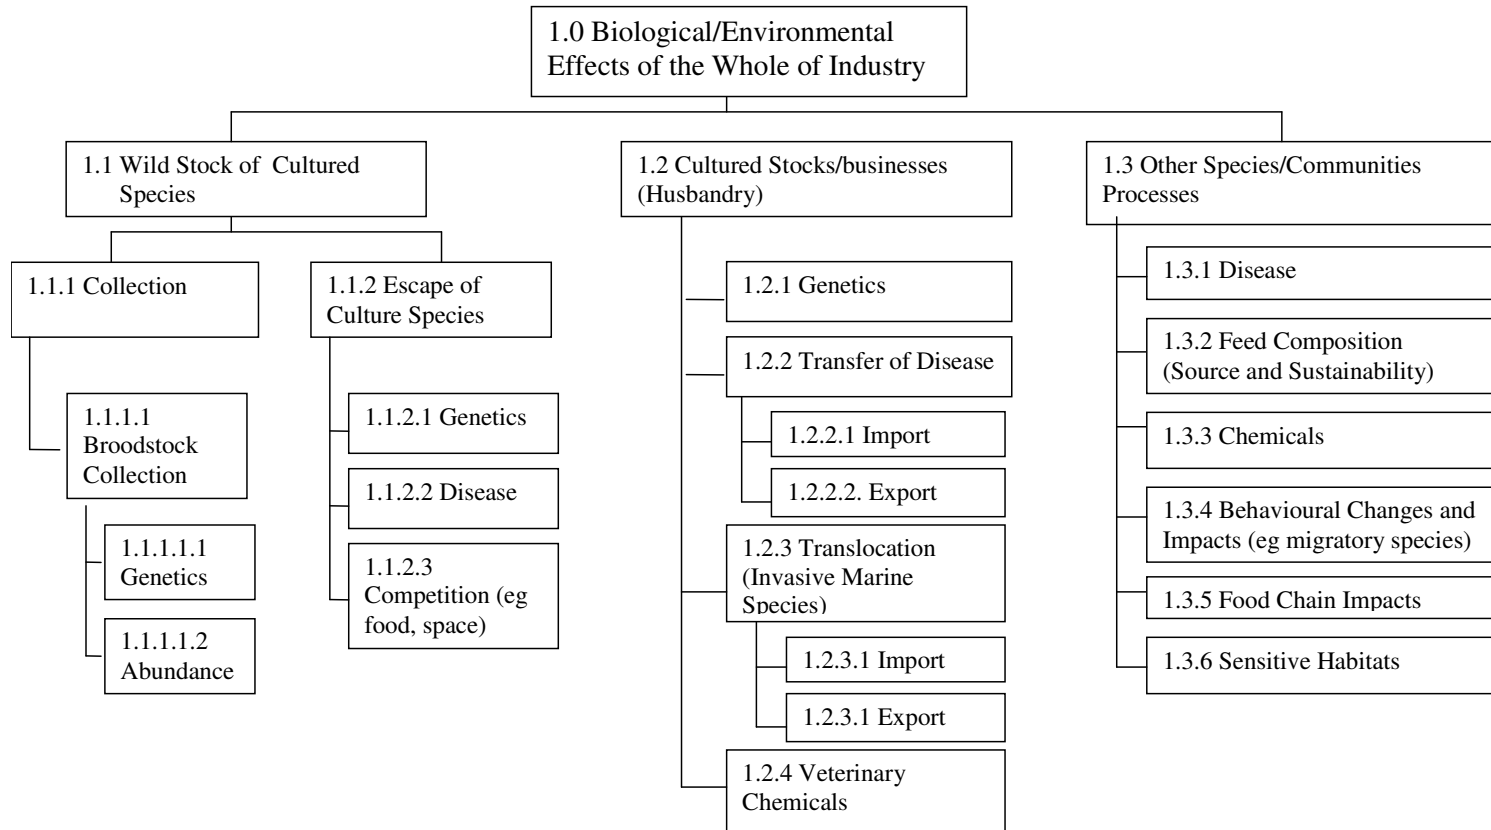 1.0 Biological/Environmental
Effects of the Whole of Industry
1.1 Wild Stock of Cultured
Species
1.1.1 Collection
1.1.1.1
Broodstock
Collection
1.1.1.1.1
Genetics
1.1.1.1.2
Abundance
1.1.2 Escape of
Culture Species
1.1.2.1 Genetics
1.1.2.2 Disease
1.1.2.3
Competition (eg
food, space)
1.2 Cultured Stocks/businesses
(Husbandry)
1.2.1 Genetics
1.2.2 Transfer of Disease
1.2.2.1 Import
1.2.2.2. Export
1.2.3 Translocation
(Invasive Marine
Species)
1.2.3.1 Import
1.2.3.1 Export
1.2.4 Veterinary
Chemicals
1.3 Other Species/Communities
Processes
1.3.1 Disease
1.3.2 Feed Composition
(Source and Sustainability)
1.3.3 Chemicals
1.3.4 Behavioural Changes and
Impacts (eg migratory species)
1.3.5 Food Chain Impacts
1.3.6 Sensitive Habitats